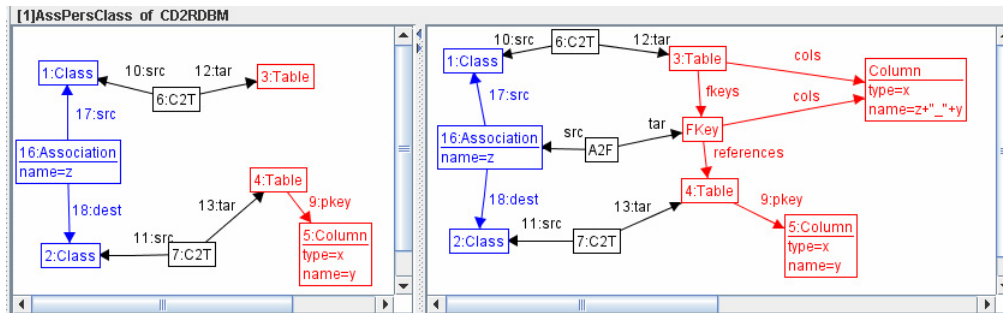 [1]AssPersClass of CD2RDBM
1:Class
10:src
12:tar
6:C2T
3:Table
17:src
16:Association
name=z
4:Table
18:dest
13:tar
9:pkey
11:src
2:Class
7:C2T
5:Column
type=x
name=y
10:src
6:C2T
12:tar
1:Class
3:Table
cols
Column
type=x
name=z+"_"+y
17:src
fkeys
cols
16:Association
name=z
src
A2F
tar
FKey
references
18:dest
4:Table
13:tar
9:pkey
11:src
2:Class
7:C2T
5:Column
type=x
name=y